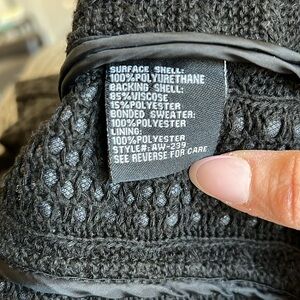 SURFACE SHELL:
100%POLYURETHANE
BACKING SHELL:
85%VISCOSE
15%POLYESTER
BONDED SWEATER:
100%POLYESTER
LINING:
100%POLYESTER
STYLE#:AW-239
SEE REVERSE FOR CARE